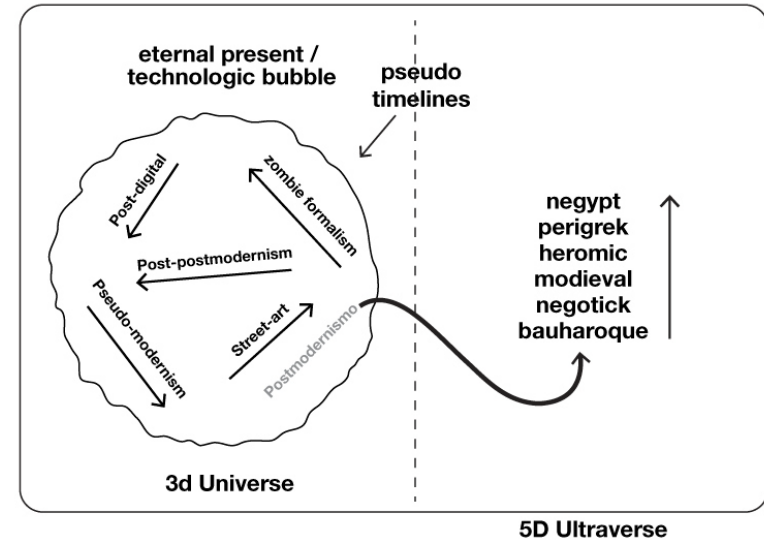 eternal present /
technologic bubble
pseudo
timelines
Post-digital
zombie formalism
Post-postmodernism
Pseudo-modernism
Street-art
Postmodernismo
3d Universe
negypt
perigrek
heromic
modieval
negotick
bauharoque
5D Ultraverse